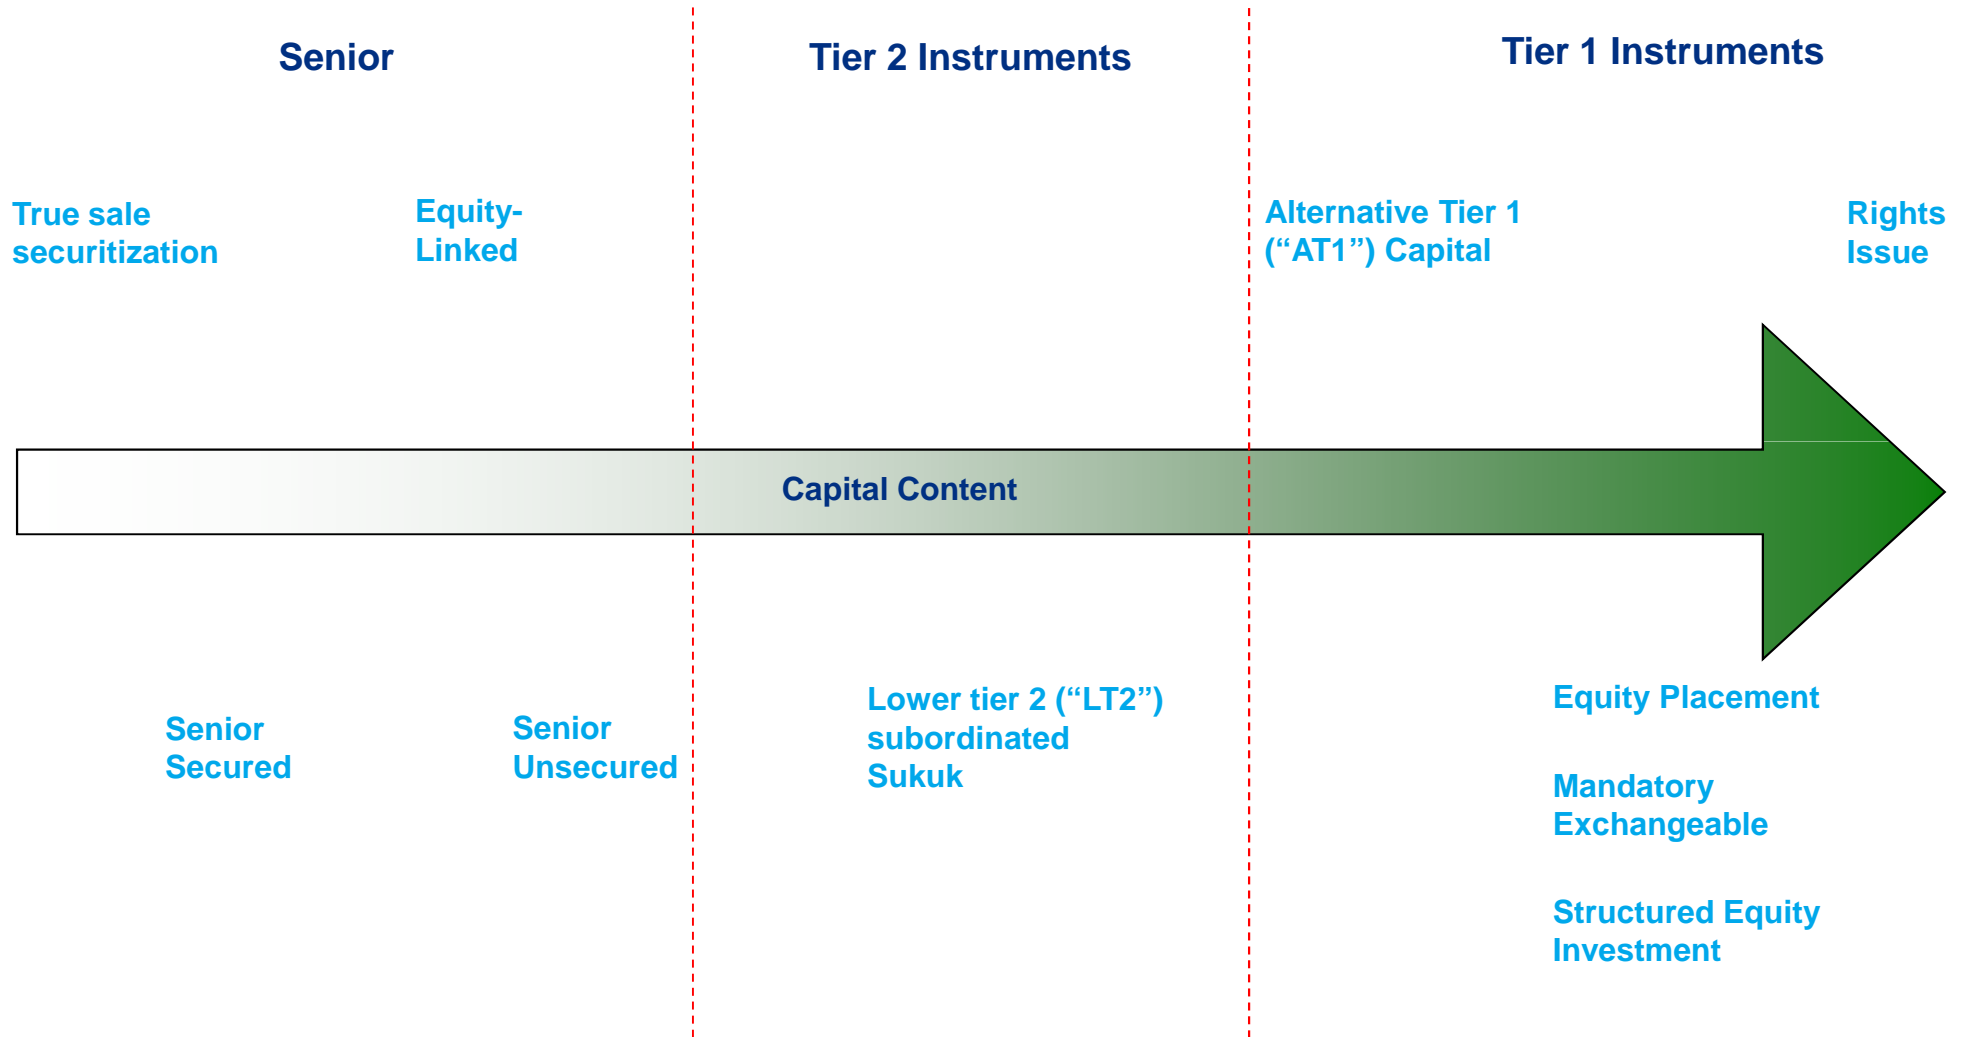 Senior
Tier 2 Instruments
Tier 1 Instruments
True sale
securitization
Equity-
Linked
Alternative Tier 1
(“AT1”) Capital
Rights
Issue
Capital Content
Senior
Secured
Senior
Unsecured
Lower tier 2 (“LT2”)
subordinated
Sukuk
Equity Placement
Mandatory
Exchangeable
Structured Equity
Investment